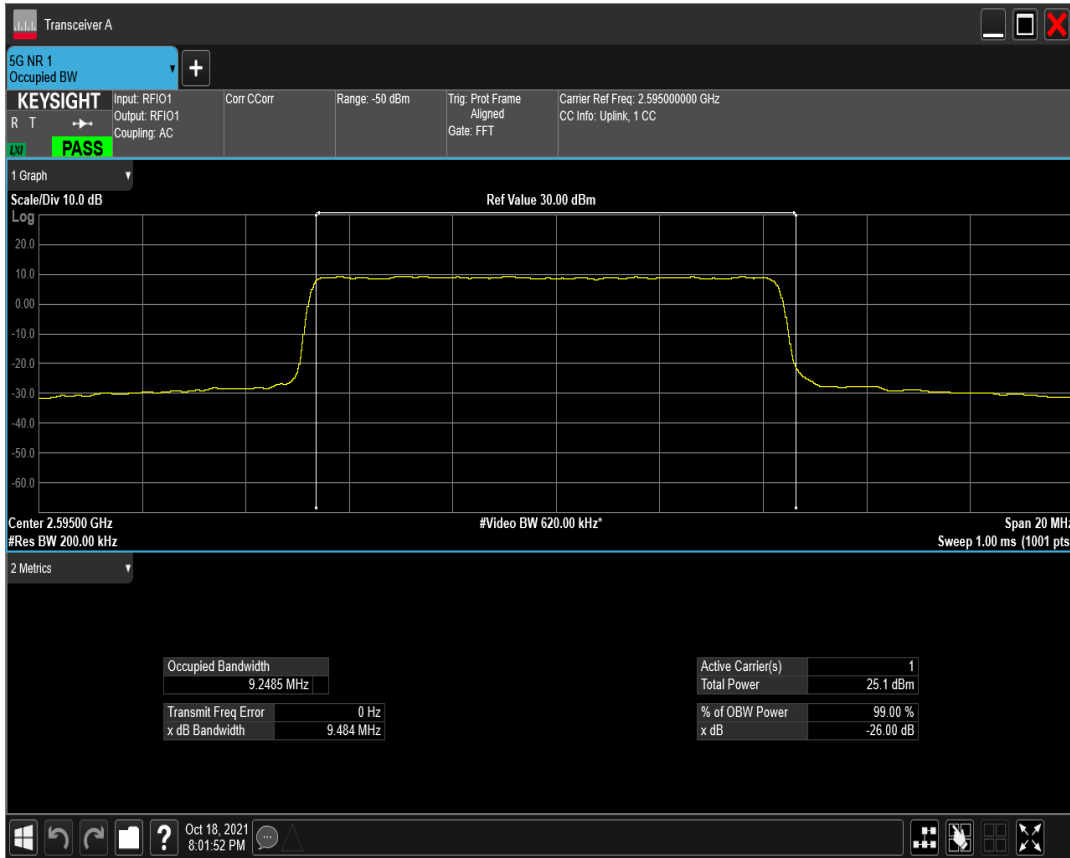 Transceiver A
5G NR 1
Occupied BW
+
KEYSIGHT
R T
LXI
PASS
Input: RFIO1
Output: RFIO1
Coupling: AC
Corr CCorr
Range: -50 dBm
Trig: Prot Frame
Aligned
Gate: FFT
Carrier Ref Freq: 2.595000000 GHz
CC Info: Uplink, 1 CC
1 Graph
Scale/Div 10.0 dB
Ref Value 30.00 dBm
Log
20.0
10.0
0.00
-10.0
-20.0
-30.0
-40.0
-50.0
-60.0
Center 2.59500 GHz
#Video BW 620.00 kHz*
Span 20 MHz
#Res BW 200.00 kHz
Sweep 1.00 ms (1001 pts
2 Metrics
Occupied Bandwidth
9.2485 MHz
Transmit Freq Error 0 Hz
x dB Bandwidth 9.484 MHz
Active Carrier(s) 1
Total Power 25.1 dBm
% of OBW Power 99.00 %
x dB -26.00 dB
?
Oct 18, 2021
8:01:52 PM